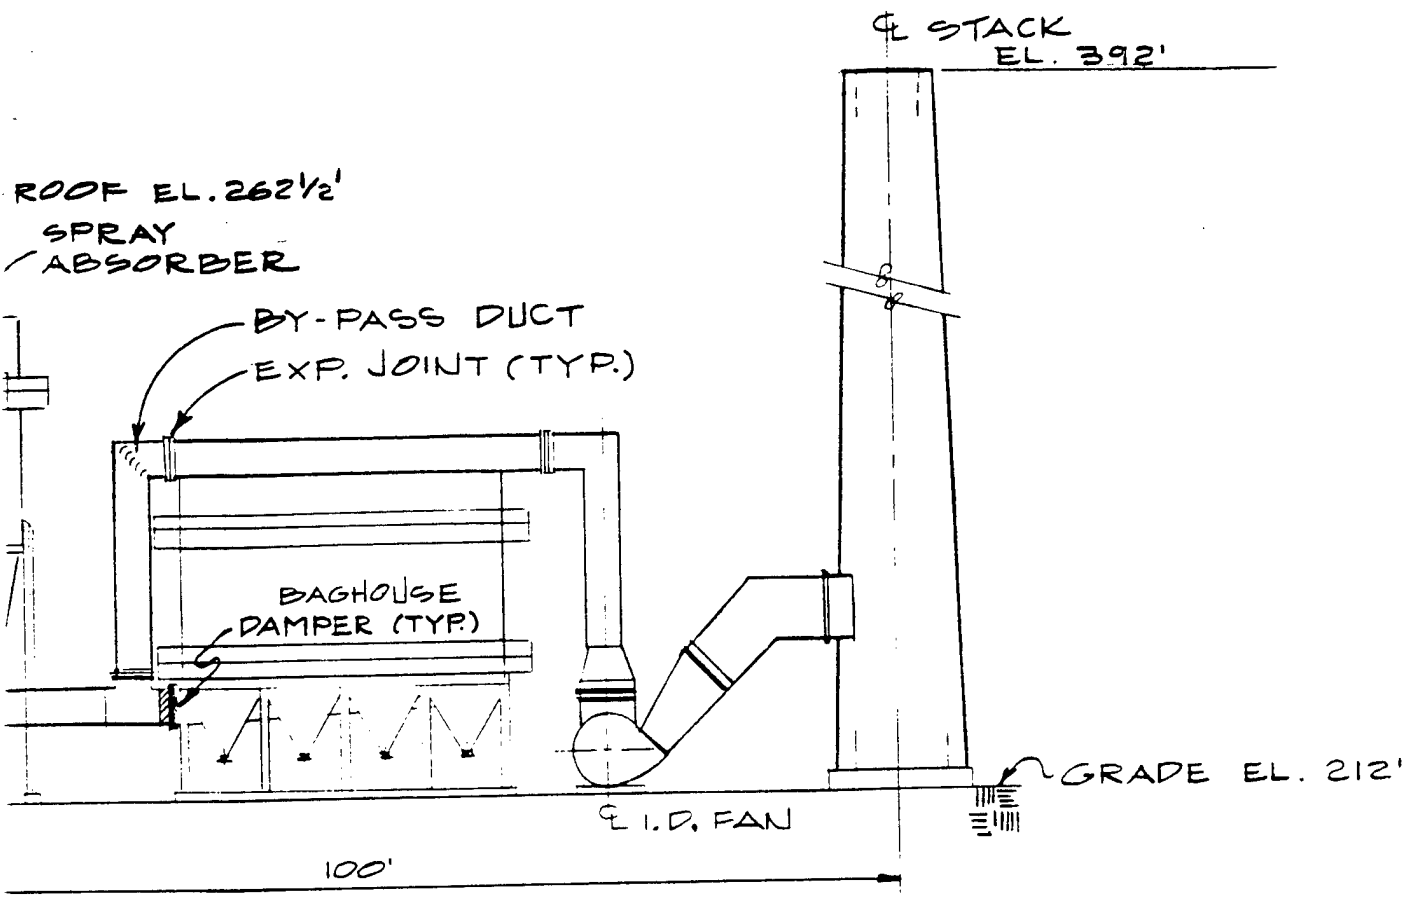 ℄ STACK
EL. 392'
ROOF EL. 262½'
SPRAY
ABSORBER
BY-PASS DUCT
EXP. JOINT (TYP.)
BAGHOUSE
DAMPER (TYP.)
GRADE EL. 212'
℄ I.D. FAN
100'